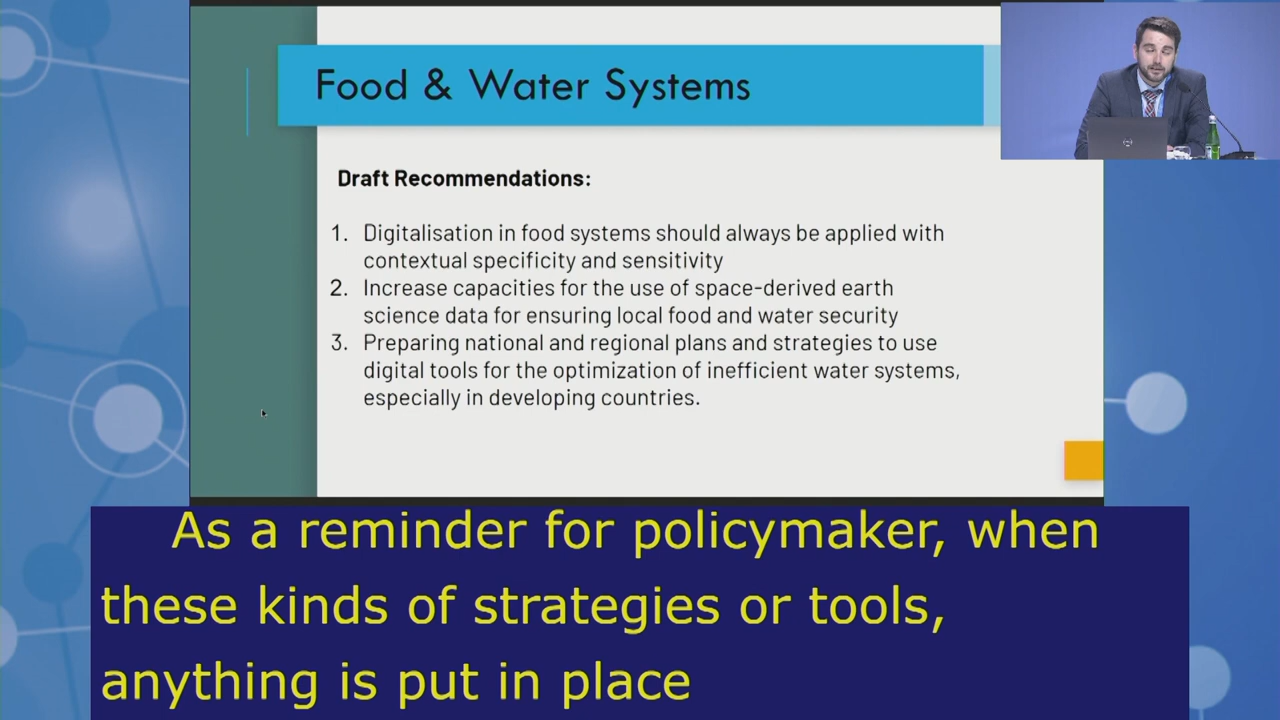 Food & Water Systems
Draft Recommendations:
1. Digitalisation in food systems should always be applied with
contextual specificity and sensitivity
2. Increase capacities for the use of space-derived earth
science data for ensuring local food and water security
3. Preparing national and regional plans and strategies to use
digital tools for the optimization of inefficient water systems,
especially in developing countries.
As a reminder for policymaker, when
these kinds of strategies or tools,
anything is put in place